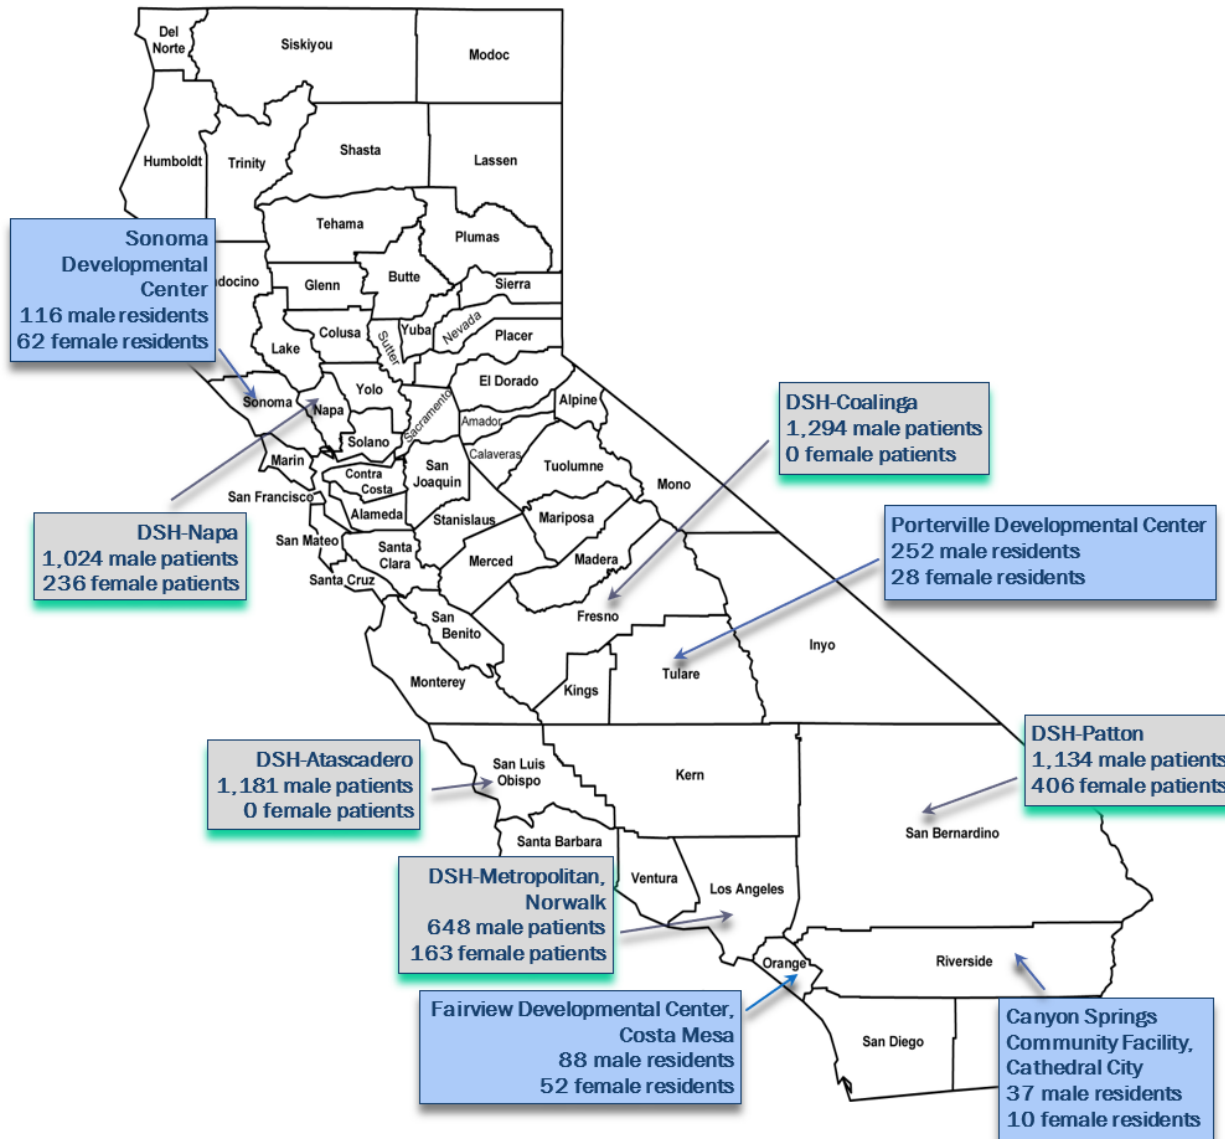 Del
Norte
Siskiyou
Modoc
Humboldt
Trinity
Shasta
Lassen
Tehama
Plumas
Sonoma
Developmental
Center
116 male residents
62 female residents
docino
Glenn
Butte
Sierra
Colusa
Sutter
Yuba
Nevada
Placer
Lake
Sonoma
Napa
Yolo
El Dorado
Sacramento
Amador
Alpine
Solano
Calaveras
DSH-Coalinga
1,294 male patients
0 female patients
Marin
Contra
Costa
San
Joaquin
Tuolumne
Mono
San Francisco
Alameda
Stanislaus
Mariposa
DSH-Napa
1,024 male patients
236 female patients
San Mateo
Santa
Clara
Merced
Madera
Porterville Developmental Center
252 male residents
28 female residents
Santa Cruz
San
Benito
Fresno
Inyo
Monterey
Kings
Tulare
DSH-Atascadero
1,181 male patients
0 female patients
San Luis
Obispo
Kern
DSH-Patton
1,134 male patients
406 female patients
San Bernardino
Santa Barbara
DSH-Metropolitan,
Norwalk
648 male patients
163 female patients
Ventura
Los Angeles
Orange
Riverside
Fairview Developmental Center,
Costa Mesa
88 male residents
52 female residents
San Diego
Canyon Springs
Community Facility,
Cathedral City
37 male residents
10 female residents